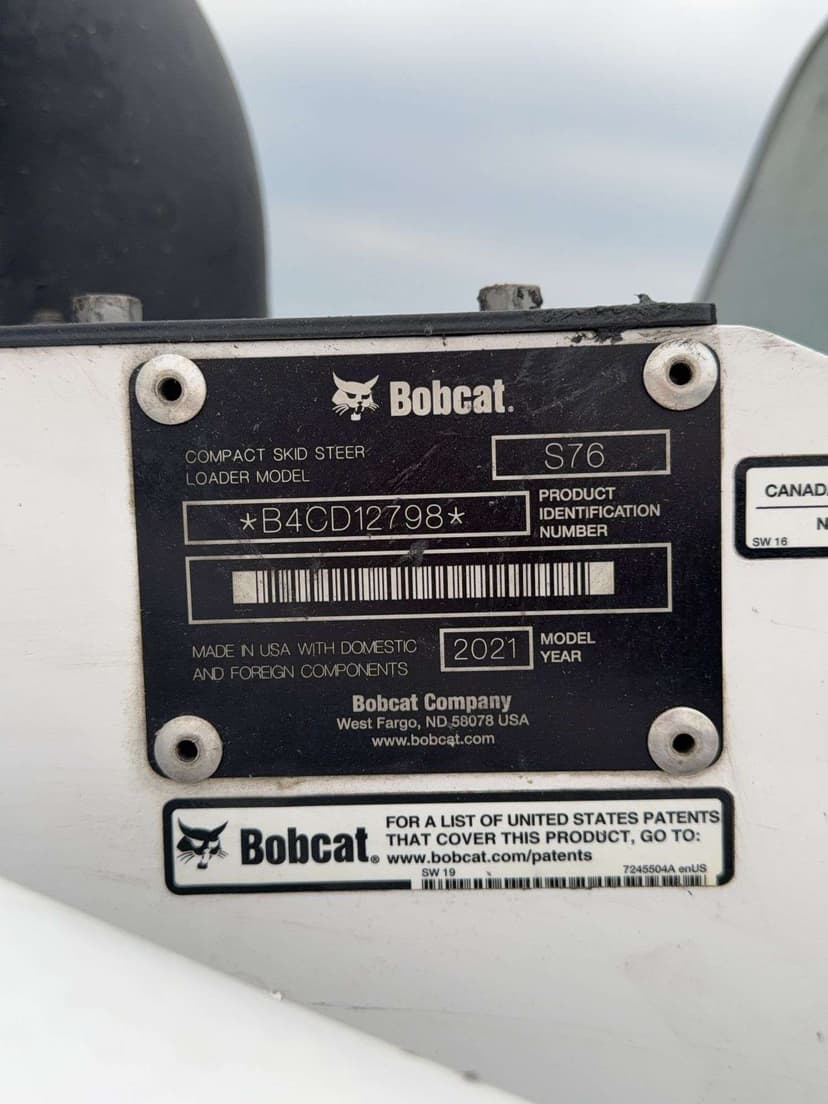 Bobcat.
COMPACT SKID STEER
LOADER MODEL
S76
*B4CD12798*
PRODUCT
IDENTIFICATION
NUMBER
MADE IN USA WITH DOMESTIC
AND FOREIGN COMPONENTS
2021
MODEL
YEAR
Bobcat Company
West Fargo, ND 58078 USA
www.bobcat.com
CANAD
N
SW 16
Bobcat®
FOR A LIST OF UNITED STATES PATENTS
THAT COVER THIS PRODUCT, GO TO:
www.bobcat.com/patents
SW 19
7245504A enUS